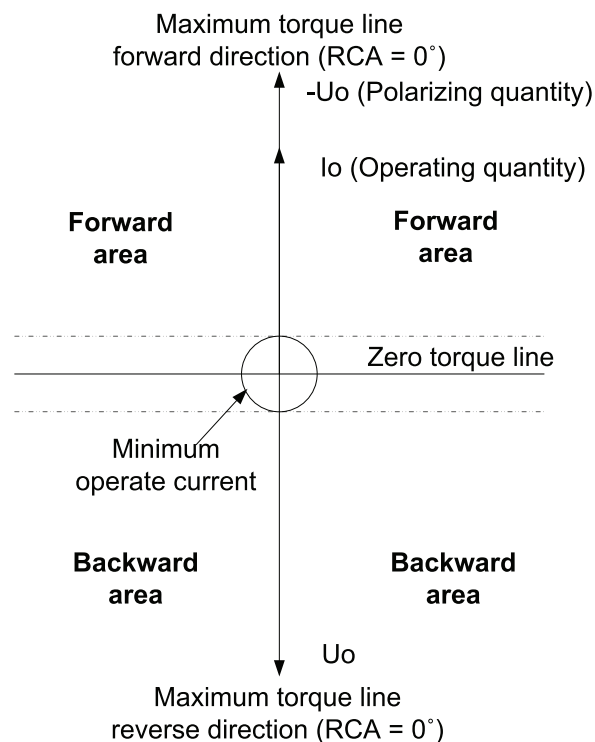 Maximum torque line
forward direction (RCA = 0˚)
-Uo (Polarizing quantity)
Io (Operating quantity)
Forward
area
Forward
area
Zero torque line
Minimum
operate current
Backward
area
Backward
area
Uo
Maximum torque line
reverse direction (RCA = 0˚)